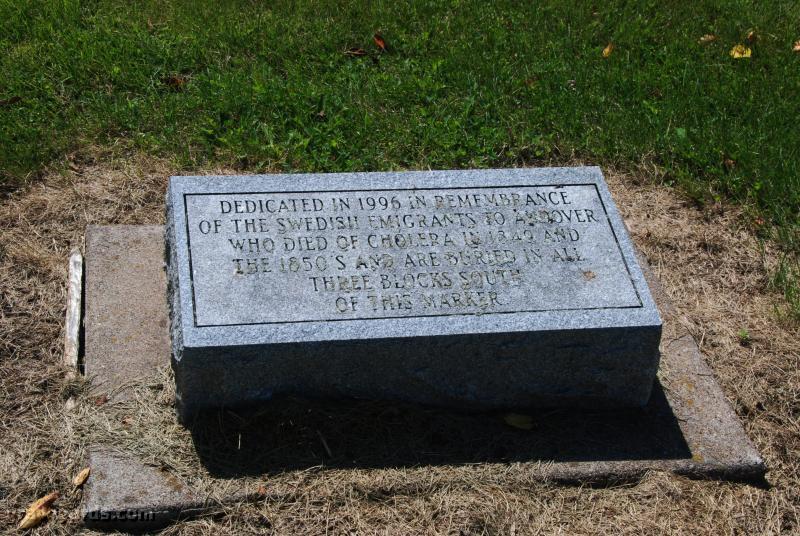 DEDICATED IN 1996 IN REMEMBRANCE
OF THE SWEDISH EMIGRANTS TO ANDOVER
WHO DIED OF CHOLERA IN 1849 AND
THE 1850'S AND ARE BURIED IN ALL
THREE BLOCKS SOUTH
OF THIS MARKER